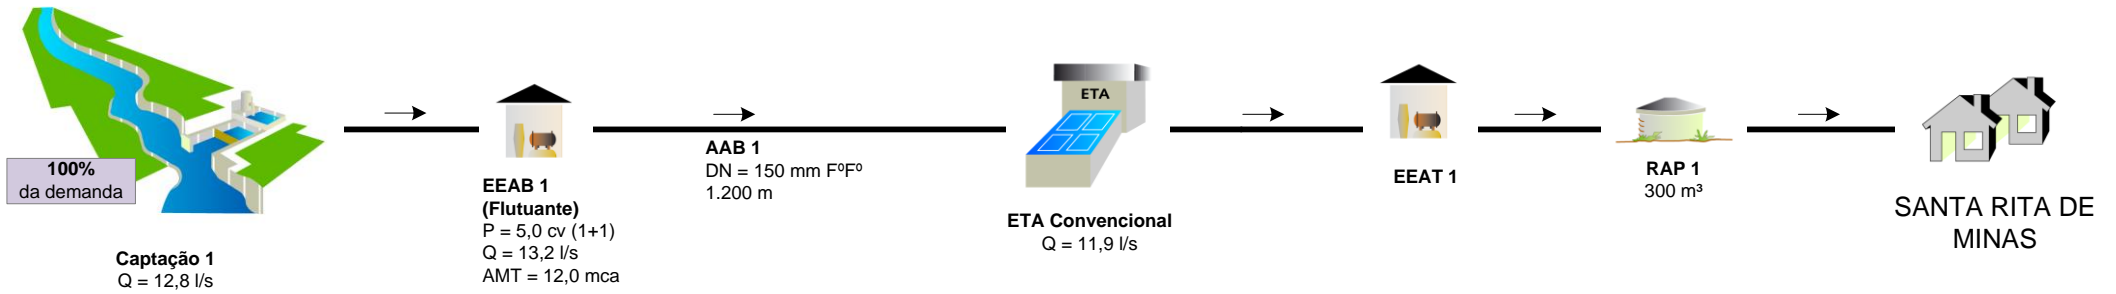 100%
da demanda
Captação 1
Q = 12,8 l/s
EEAB 1
(Flutuante)
P = 5,0 cv (1+1)
Q = 13,2 l/s
AMT = 12,0 mca
AAB 1
DN = 150 mm FºFº
1.200 m
ETA
ETA Convencional
Q = 11,9 l/s
EEAT 1
RAP 1
300 m³
SANTA RITA DE
MINAS